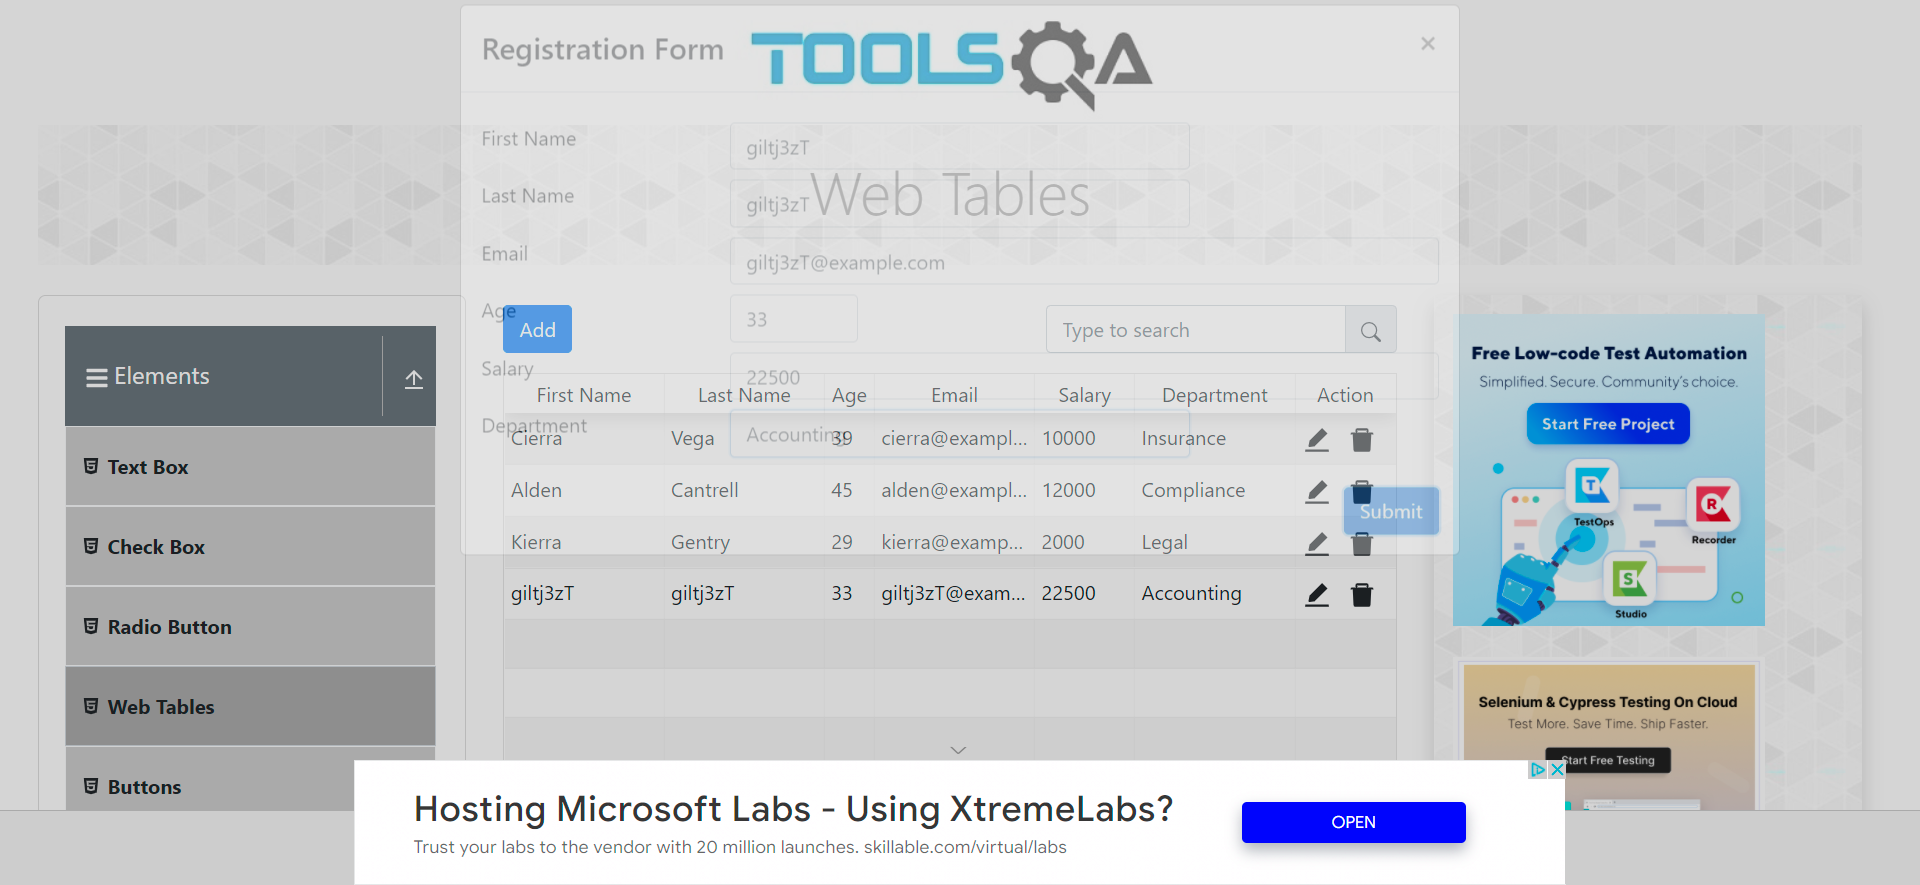 Registration Form
TOOLSQA
First Name
giltj3zT
Last Name
giltj3zT
Web Tables
Email
giltj3zT@example.com
Age
33
Add
Type to search
Salary
22500
Department
Accounting
Submit
Elements
Text Box
Check Box
Radio Button
Web Tables
Buttons
First Name Last Name Age Email Salary Department Action
Cierra Vega 39 cierra@exampl... 10000 Insurance
Alden Cantrell 45 alden@exampl... 12000 Compliance
Kierra Gentry 29 kierra@examp... 2000 Legal
giltj3zT giltj3zT 33 giltj3zT@exam... 22500 Accounting
Free Low-code Test Automation
Simplified. Secure. Community's choice.
Start Free Project
TestOps
Recorder
Studio
Selenium & Cypress Testing On Cloud
Test More. Save Time. Ship Faster.
Start Free Testing
Hosting Microsoft Labs - Using XtremeLabs?
Trust your labs to the vendor with 20 million launches. skillable.com/virtual/labs
OPEN